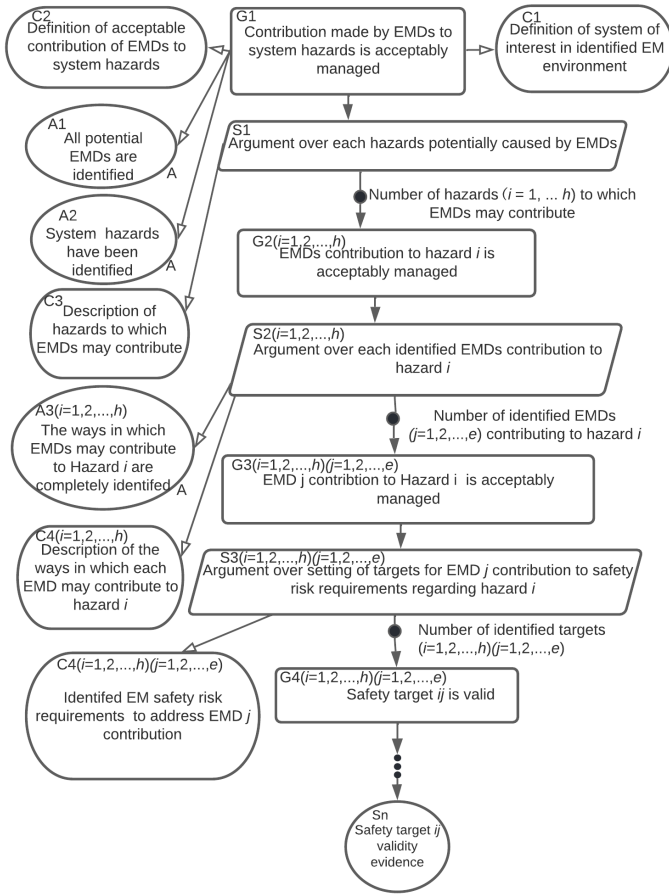 C2
Definition of acceptable
contribution of EMDs to
system hazards
G1
Contribution made by EMDs to
system hazards is acceptably
managed
C1
Definition of system of
interest in identified EM
environment
A1
All potential
EMDs are
identified
A
S1
Argument over each hazards potentially caused by EMDs
Number of hazards (i = 1, ... h) to which
EMDs may contribute
A2
System hazards
have been
identified
A
G2(i=1,2,...,h)
EMDs contribution to hazard i is
acceptably managed
C3
Description of
hazards to which
EMDs may contribute
S2(i=1,2,...,h)
Argument over each identified EMDs contribution to
hazard i
A3(i=1,2,...,h)
The ways in which
EMDs may contribute
to Hazard i are
completely identifed
A
Number of identified EMDs
(j=1,2,...,e) contributing to hazard i
G3(i=1,2,...,h)(j=1,2,...,e)
EMD j contribtion to Hazard i is acceptably
managed
C4(i=1,2,...,h)
Description of the
ways in which each
EMD may contribute to
hazard i
S3(i=1,2,...,h)(j=1,2,...,e)
Argument over setting of targets for EMD j contribution to safety
risk requirements regarding hazard i
Number of identified targets
(i=1,2,...,h)(j=1,2,...,e)
C4(i=1,2,...,h)(j=1,2,...,e)
Identifed EM safety risk
requirements to address EMD j
contribution
G4(i=1,2,...,h)(j=1,2,...,e)
Safety target ij is valid
Sn
Safety target ij
validity
evidence